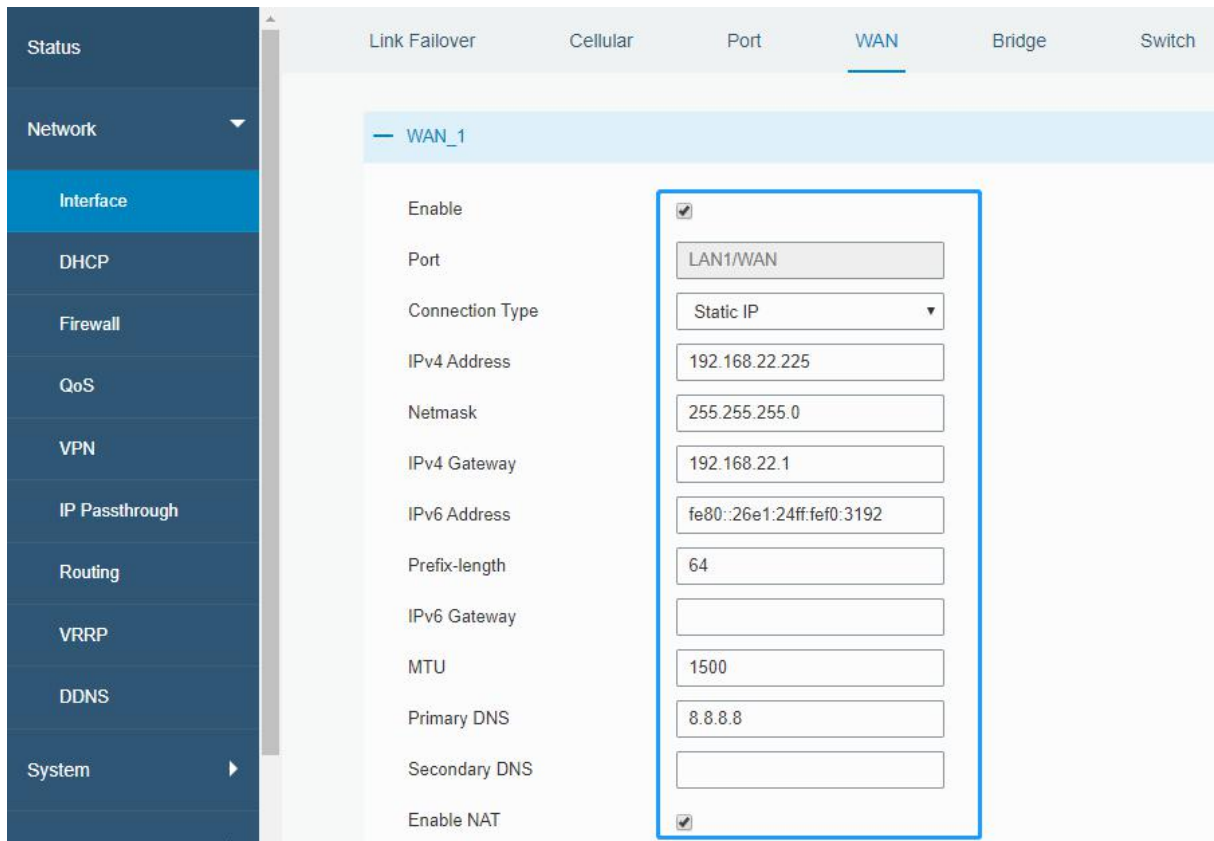 Status
Network
Interface
DHCP
Firewall
QoS
VPN
IP Passthrough
Routing
VRRP
DDNS
System
Link Failover Cellular Port WAN Bridge Switch
WAN_1
Enable
Port LAN1/WAN
Connection Type Static IP
IPv4 Address 192.168.22.225
Netmask 255.255.255.0
IPv4 Gateway 192.168.22.1
IPv6 Address fe80::26e1:24ff:fef0:3192
Prefix-length 64
IPv6 Gateway
MTU 1500
Primary DNS 8.8.8.8
Secondary DNS
Enable NAT